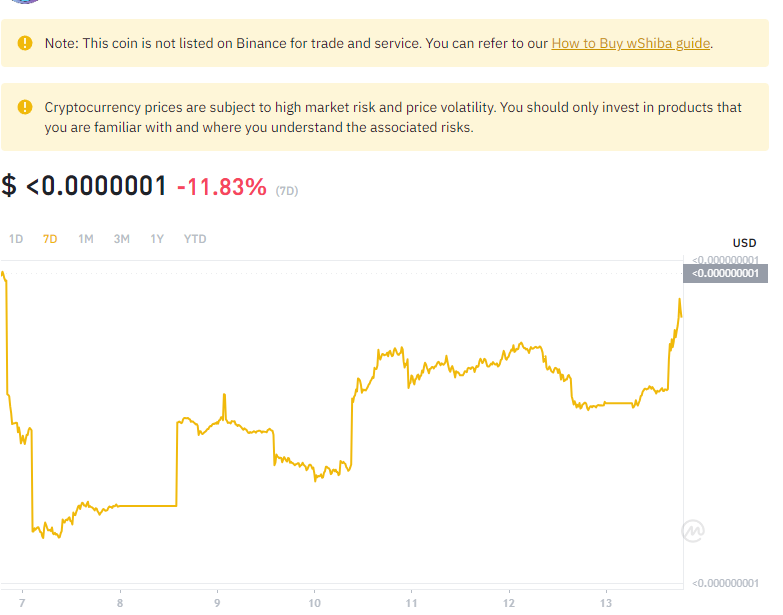 Note: This coin is not listed on Binance for trade and service. You can refer to our How to Buy wShiba guide.
Cryptocurrency prices are subject to high market risk and price volatility. You should only invest in products that
you are familiar with and where you understand the associated risks.
$ <0.0000001 -11.83% (7D)
1D 7D 1M 3M 1Y YTD
USD
<0.000000001
<0.000000001
<0.000000001
7 8 9 10 11 12 13